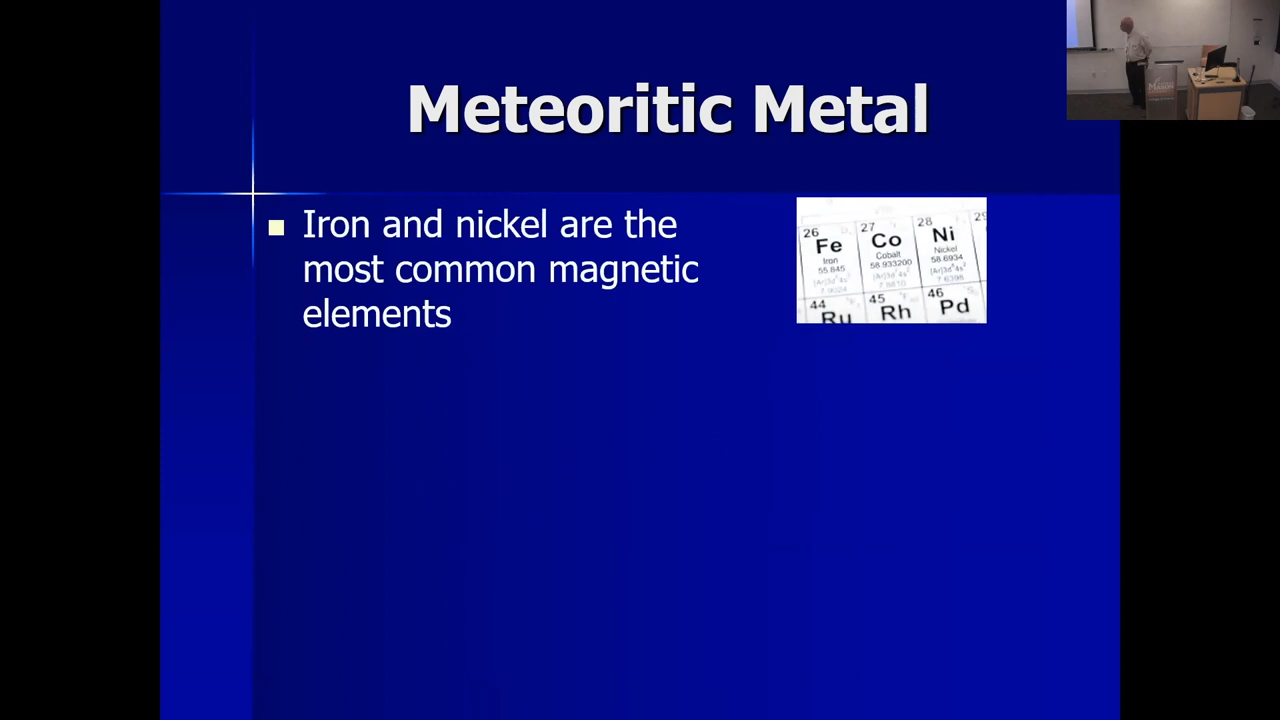 Meteoritic Metal
Iron and nickel are the
most common magnetic
elements
26 27 28 29
Fe Co Ni
Iron Cobalt Nickel
55.845 58.933200 58.6934
44 45 46
Ru Rh Pd